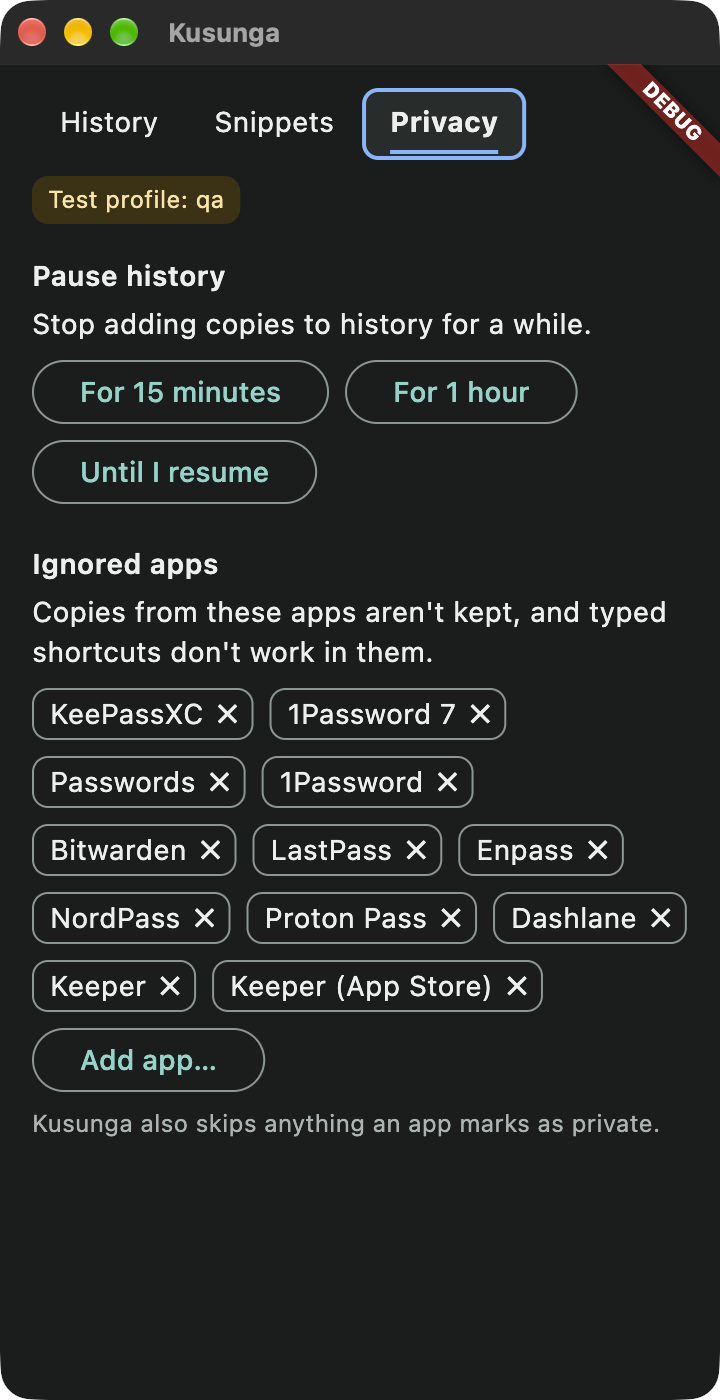 Kusunga
DEBUG
History Snippets Privacy
Test profile: qa
Pause history
Stop adding copies to history for a while.
For 15 minutes For 1 hour
Until I resume
Ignored apps
Copies from these apps aren't kept, and typed
shortcuts don't work in them.
KeePassXC ✕ 1Password 7 ✕
Passwords ✕ 1Password ✕
Bitwarden ✕ LastPass ✕ Enpass ✕
NordPass ✕ Proton Pass ✕ Dashlane ✕
Keeper ✕ Keeper (App Store) ✕
Add app...
Kusunga also skips anything an app marks as private.